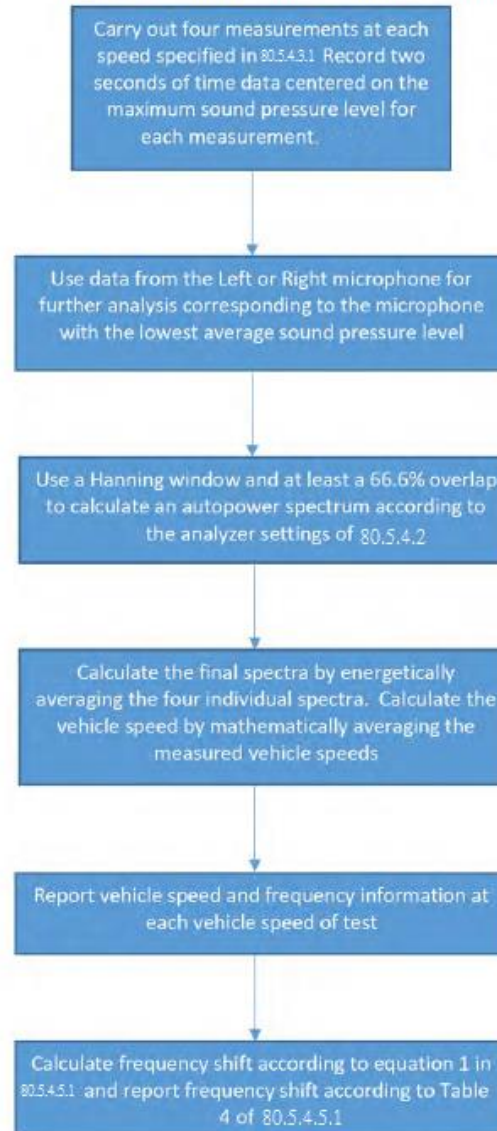 Carry out four measurements at each
speed specified in 80.5.4.3.1 Record two
seconds of time data centered on the
maximum sound pressure level for
each measurement.
Use data from the Left or Right microphone for
further analysis corresponding to the microphone
with the lowest average sound pressure level
Use a Hanning window and at least a 66.6% overlap
to calculate an autopower spectrum according to
the analyzer settings of 80.5.4.2
Calculate the final spectra by energetically
averaging the four individual spectra. Calculate the
vehicle speed by mathematically averaging the
measured vehicle speeds
Report vehicle speed and frequency information at
each vehicle speed of test
Calculate frequency shift according to equation 1 in
80.5.4.5.1 and report frequency shift according to Table
4 of 80.5.4.5.1